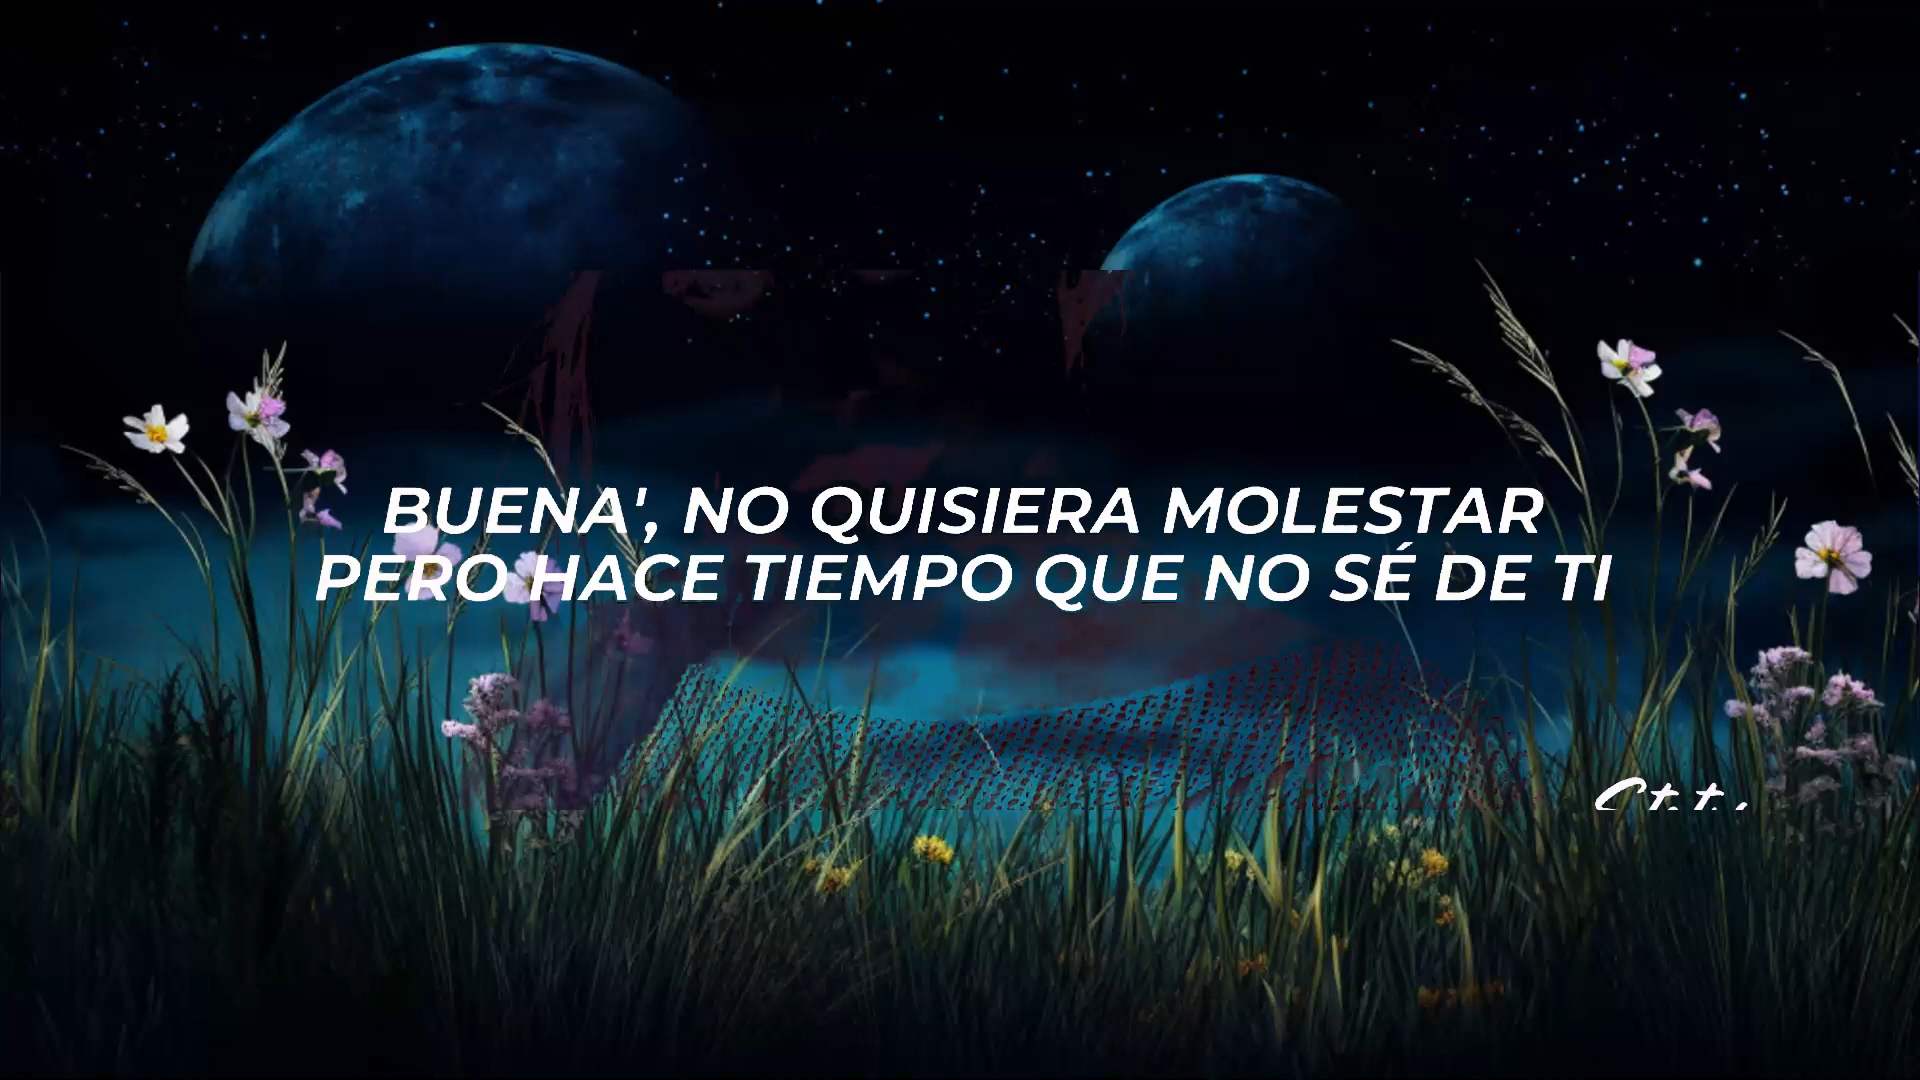 BUENA', NO QUISIERA MOLESTAR
PERO HACE TIEMPO QUE NO SÉ DE TI